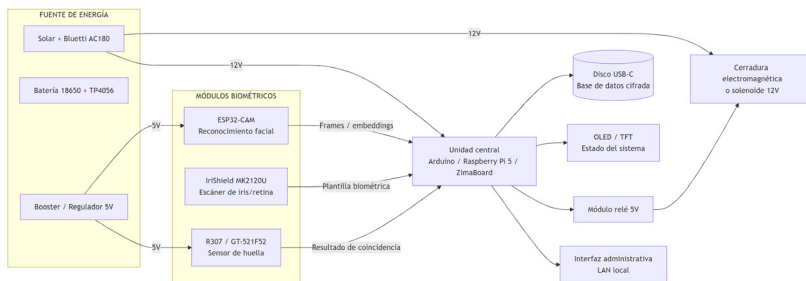 FUENTE DE ENERGÍA
Solar + Bluetti AC180
Batería 18650 + TP4056
Booster / Regulador 5V
12V
12V
5V
5V
MÓDULOS BIOMÉTRICOS
ESP32-CAM
Reconocimiento facial
IriShield MK2120U
Escáner de iris/retina
R307 / GT-521F52
Sensor de huella
Frames / embeddings
Plantilla biométrica
Resultado de coincidencia
Unidad central
Arduino / Raspberry Pi 5 /
ZimaBoard
Disco USB-C
Base de datos cifrada
OLED / TFT
Estado del sistema
Módulo relé 5V
Interfaz administrativa
LAN local
Cerradura
electromagnética
o solenoide 12V